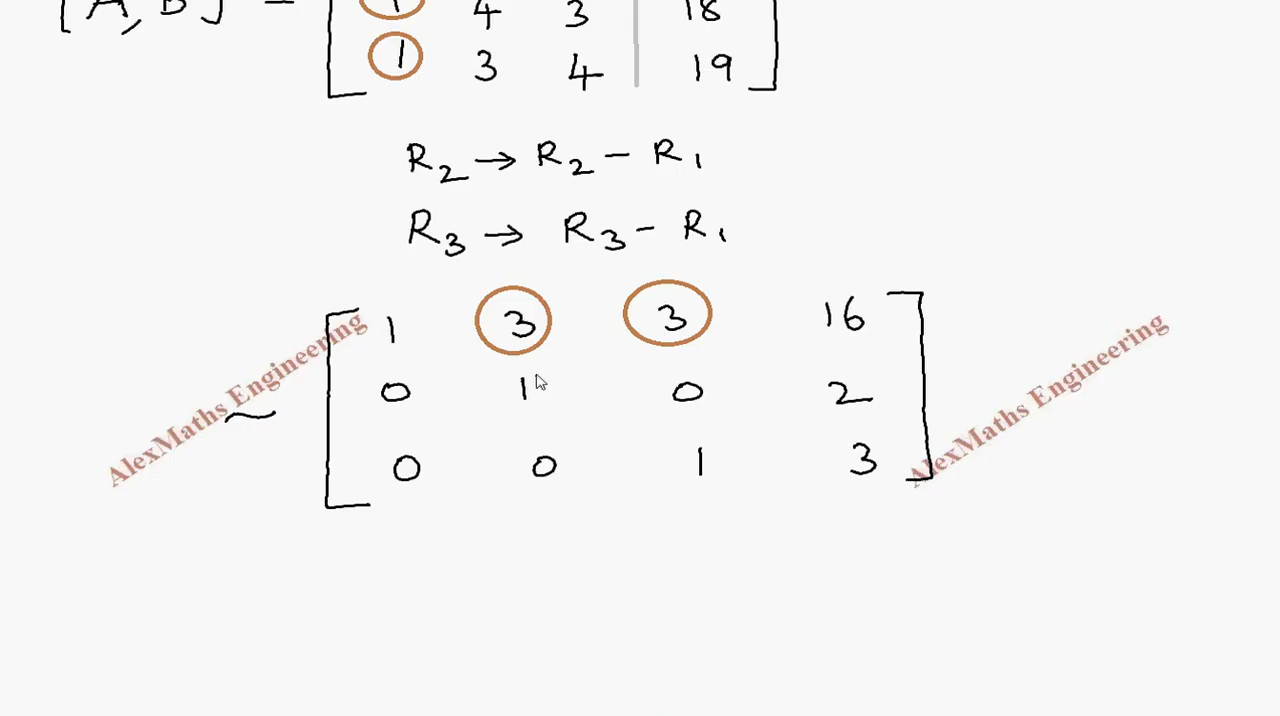 [A, B] = 1 4 3 18
1 3 4 19
R2 → R2 − R1
R3 → R3 − R1
1 3 3 16
~ 0 1 0 2
0 0 1 3
AlexMaths Engineering
AlexMaths Engineering